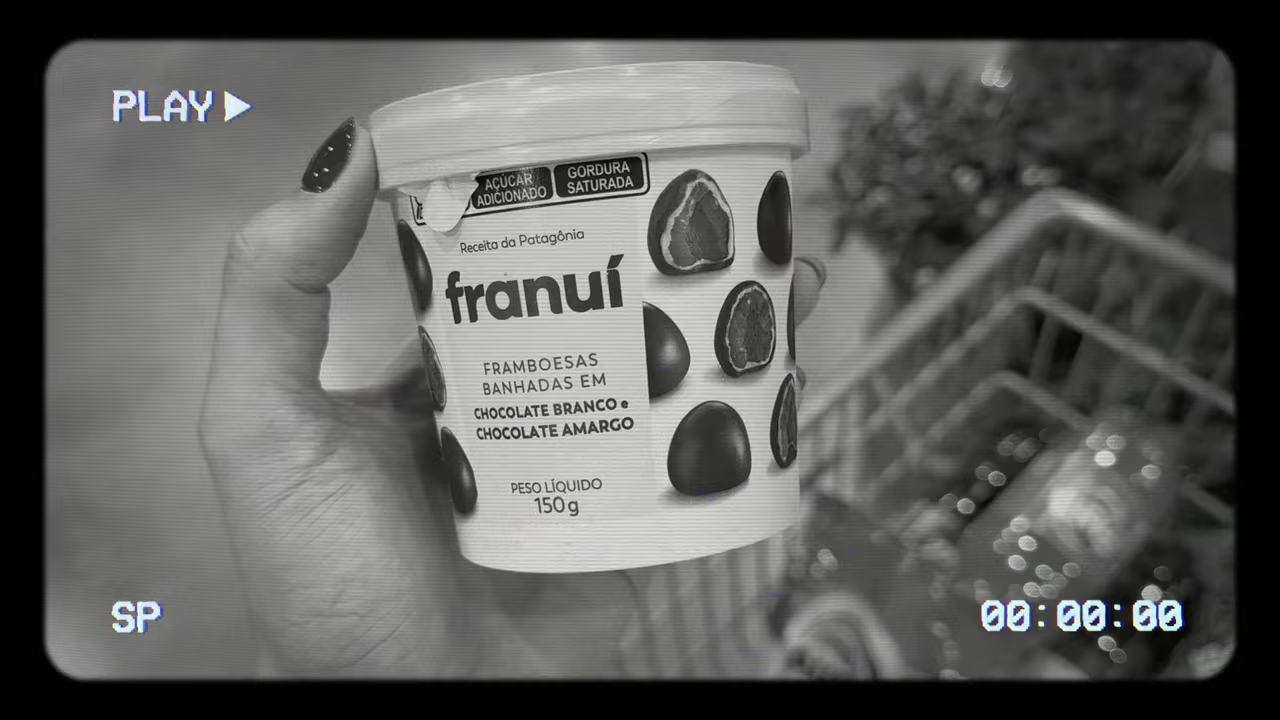 PLAY
AÇUCAR
ADICIONADO
GORDURA
SATURADA
Receita da Patagônia
franuí
FRAMBOESAS
BANHADAS EM
CHOCOLATE BRANCO e
CHOCOLATE AMARGO
PESO LÍQUIDO
150g
SP
00:00:00